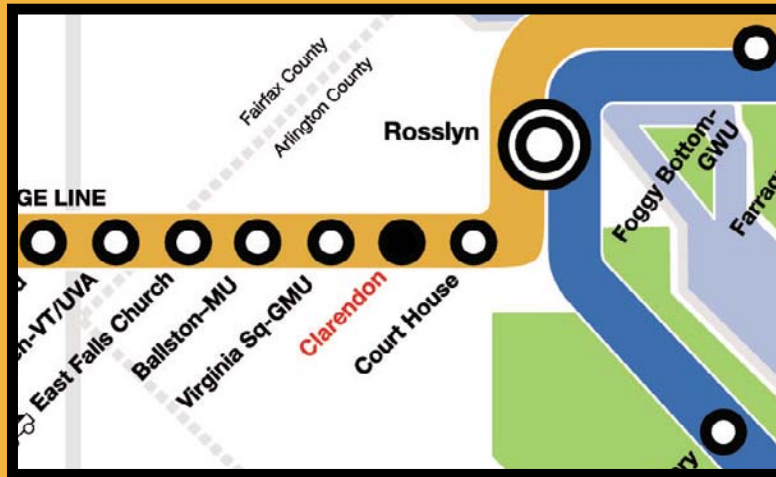 Fairfax County
Arlington County
Rosslyn
GE LINE
Foggy Bottom-
GWU
East Falls Church
Ballston–MU
Virginia Sq-GMU
Clarendon
Court House